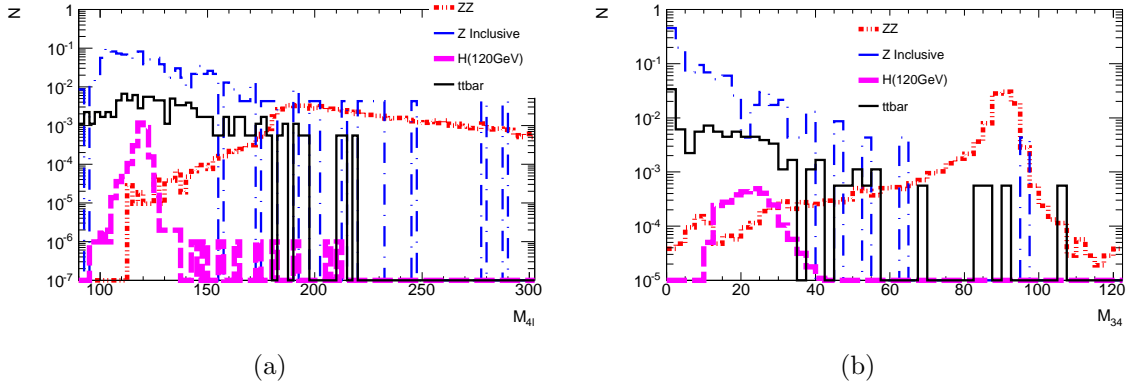 N
1
10⁻¹
10⁻²
10⁻³
10⁻⁴
10⁻⁵
10⁻⁶
10⁻⁷
100 150 200 250 300
M₄ₗ
ZZ
Z Inclusive
H(120GeV)
ttbar
(a)
N
1
10⁻¹
10⁻²
10⁻³
10⁻⁴
10⁻⁵
0 20 40 60 80 100 120
M₃₄
ZZ
Z Inclusive
H(120GeV)
ttbar
(b)